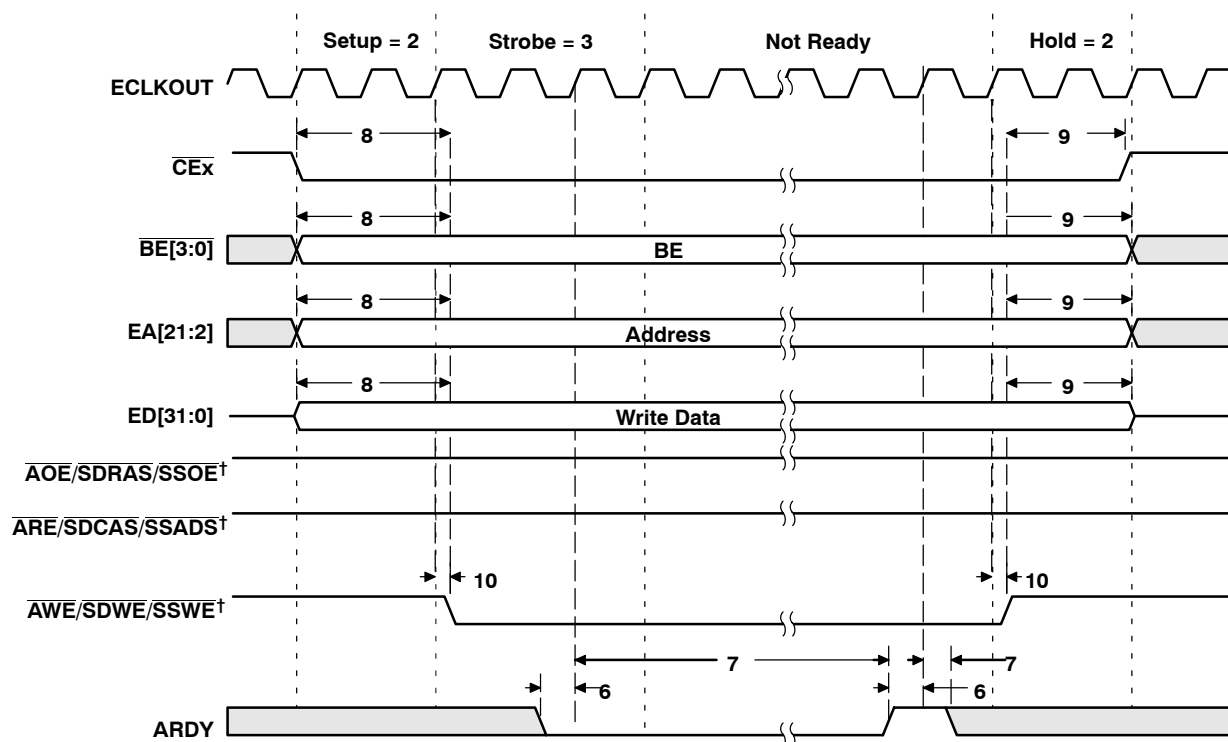 Setup = 2 Strobe = 3 Not Ready Hold = 2
ECLKOUT
8 9
CEx
8 9
BE[3:0] BE
8 9
EA[21:2] Address
8 9
ED[31:0] Write Data
AOE/SDRAS/SSOE†
ARE/SDCAS/SSADS†
10 10
AWE/SDWE/SSWE†
7 7
6 6
ARDY